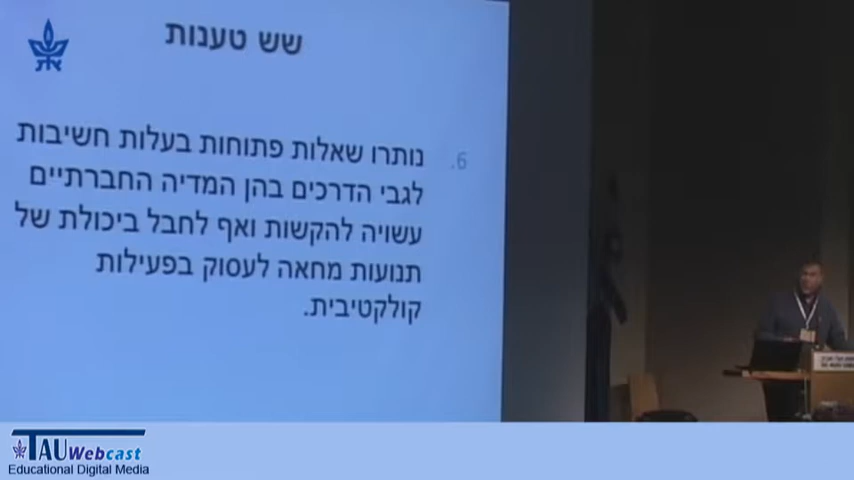 שש טענות
6. נותרו שאלות פתוחות בעלות חשיבות
לגבי הדרכים בהן המדיה החברתיים
עשויה להקשות ואף לחבל ביכולת של
תנועות מחאה לעסוק בפעילות
קולקטיבית.
TAU Webcast
Educational Digital Media